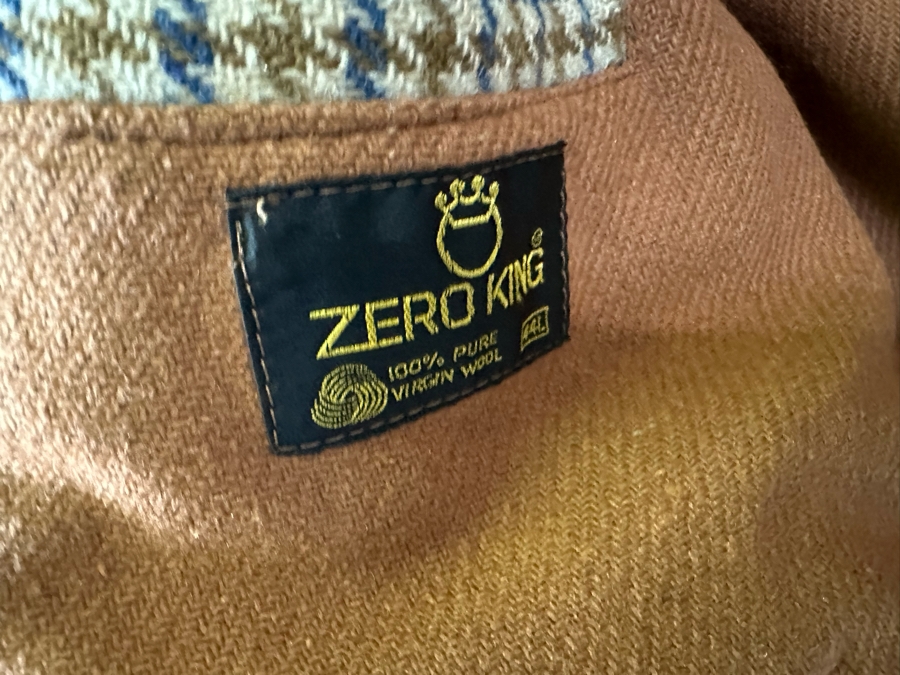 ZERO KING ®
100% PURE
VIRGIN WOOL
44L